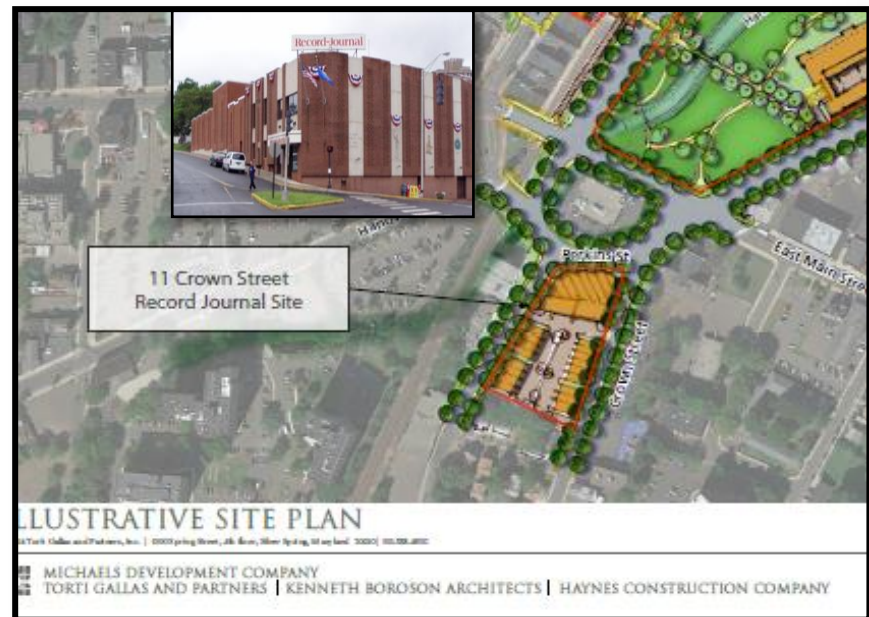 Record-Journal
Perkins St
East Main Stree
11 Crown Street
Record Journal Site
Crown Street
LLUSTRATIVE SITE PLAN
MICHAELS DEVELOPMENT COMPANY
TORTI GALLAS AND PARTNERS | KENNETH BOROSON ARCHITECTS | HAYNES CONSTRUCTION COMPANY